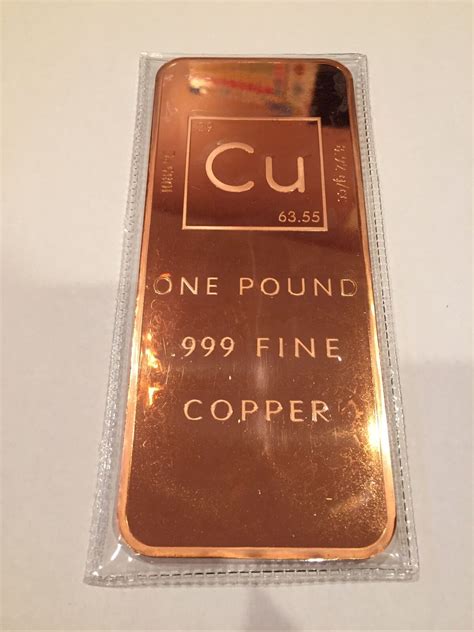 Cu
63.55
ONE POUND
.999 FINE
COPPER